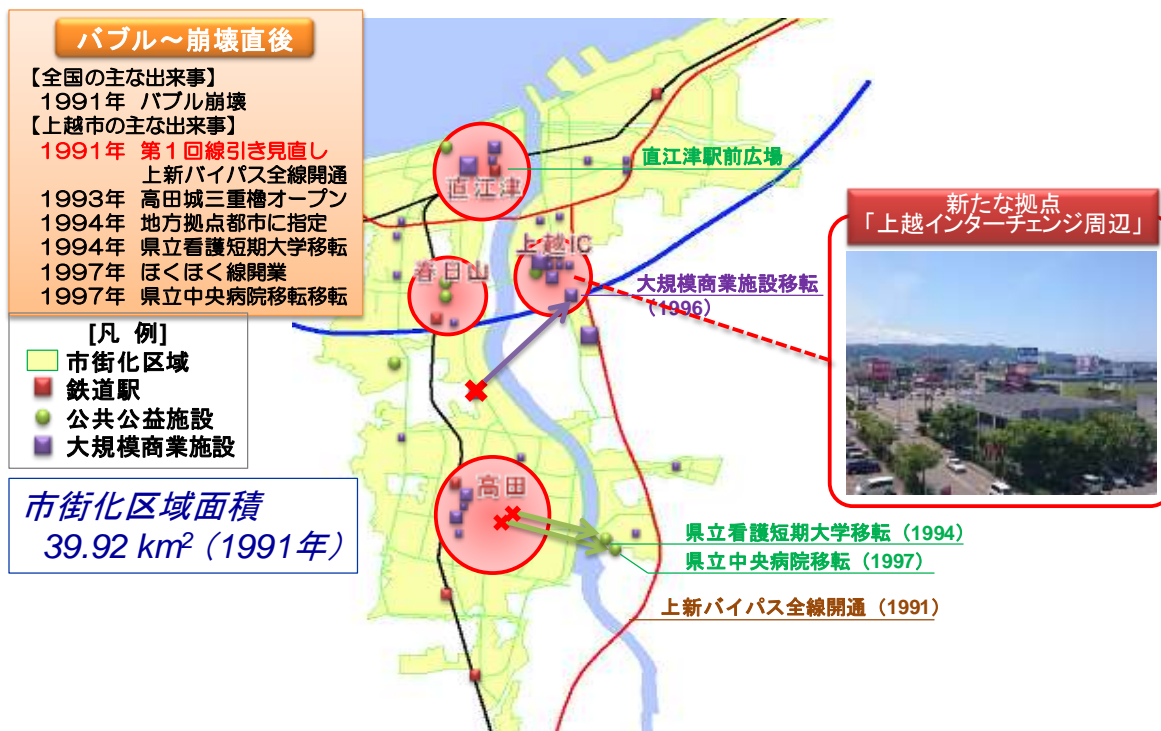 バブル～崩壊直後
【全国の主な出来事】
1991年 バブル崩壊
【上越市の主な出来事】
1991年 第1回線引き見直し
上新バイパス全線開通
1993年 高田城三重櫓オープン
1994年 地方拠点都市に指定
1994年 県立看護短期大学移転
1997年 ほくほく線開業
1997年 県立中央病院移転移転
[凡 例]
市街化区域
鉄道駅
公共公益施設
大規模商業施設
市街化区域面積
39.92 km²（1991年）
直江津
直江津駅前広場
上越IC
春日山
大規模商業施設移転
（1996）
新たな拠点
「上越インターチェンジ周辺」
高田
県立看護短期大学移転（1994）
県立中央病院移転（1997）
上新バイパス全線開通（1991）